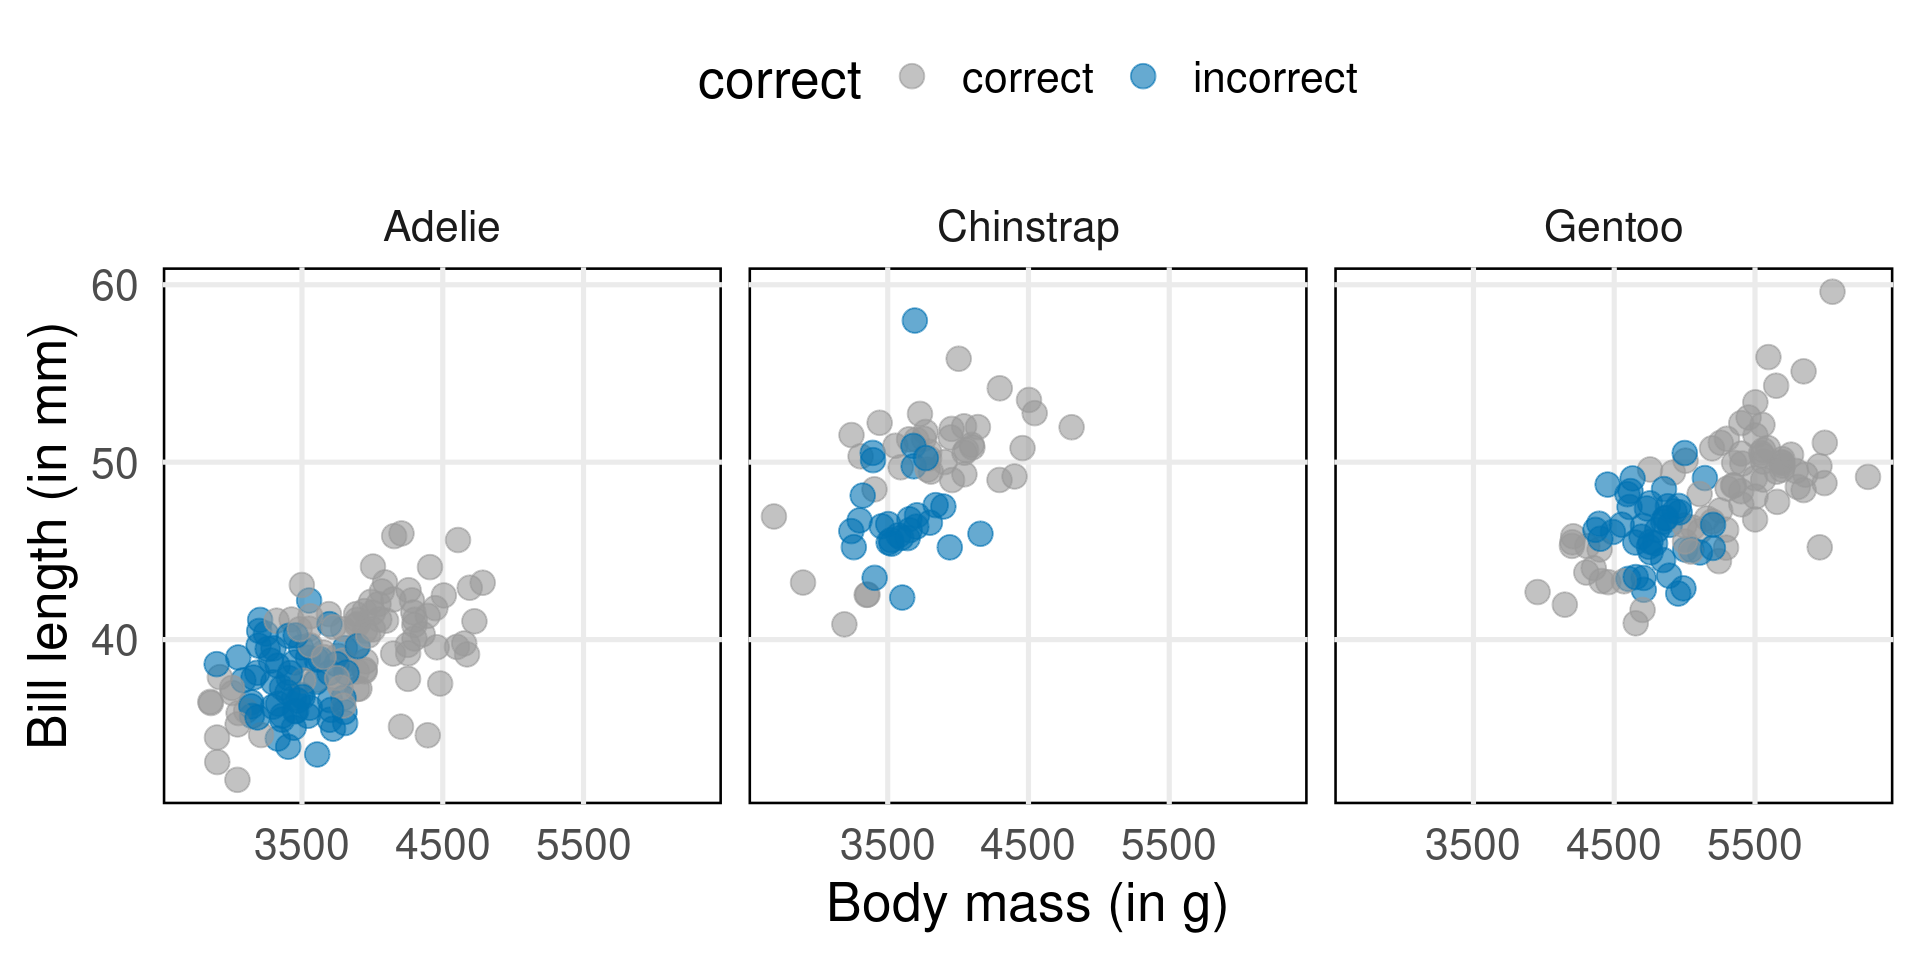 correct correct incorrect
Adelie Chinstrap Gentoo
60
50
40
Bill length (in mm)
3500 4500 5500 3500 4500 5500 3500 4500 5500
Body mass (in g)